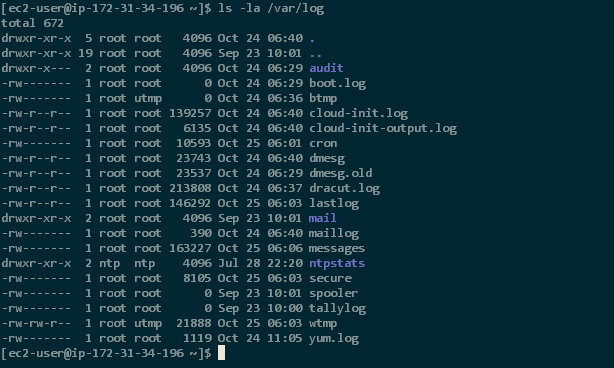 [ec2-user@ip-172-31-34-196 ~]$ ls -la /var/log
total 672
drwxr-xr-x  5 root root   4096 Oct 24 06:40 .
drwxr-xr-x 19 root root   4096 Sep 23 10:01 ..
drwxr-x---  2 root root   4096 Oct 24 06:29 audit
-rw-------  1 root root      0 Oct 24 06:29 boot.log
-rw-------  1 root utmp      0 Oct 24 06:36 btmp
-rw-r--r--  1 root root 139257 Oct 24 06:40 cloud-init.log
-rw-r--r--  1 root root   6135 Oct 24 06:40 cloud-init-output.log
-rw-------  1 root root  10593 Oct 25 06:01 cron
-rw-r--r--  1 root root  23743 Oct 24 06:40 dmesg
-rw-r--r--  1 root root  23537 Oct 24 06:29 dmesg.old
-rw-r--r--  1 root root 213808 Oct 24 06:37 dracut.log
-rw-r--r--  1 root root 146292 Oct 25 06:03 lastlog
drwxr-xr-x  2 root root   4096 Sep 23 10:01 mail
-rw-------  1 root root    390 Oct 24 06:40 maillog
-rw-------  1 root root 163227 Oct 25 06:06 messages
drwxr-xr-x  2 ntp  ntp    4096 Jul 28 22:20 ntpstats
-rw-------  1 root root   8105 Oct 25 06:03 secure
-rw-------  1 root root      0 Sep 23 10:01 spooler
-rw-------  1 root root      0 Sep 23 10:00 tallylog
-rw-rw-r--  1 root utmp  21888 Oct 25 06:03 wtmp
-rw-------  1 root root   1119 Oct 24 11:05 yum.log
[ec2-user@ip-172-31-34-196 ~]$